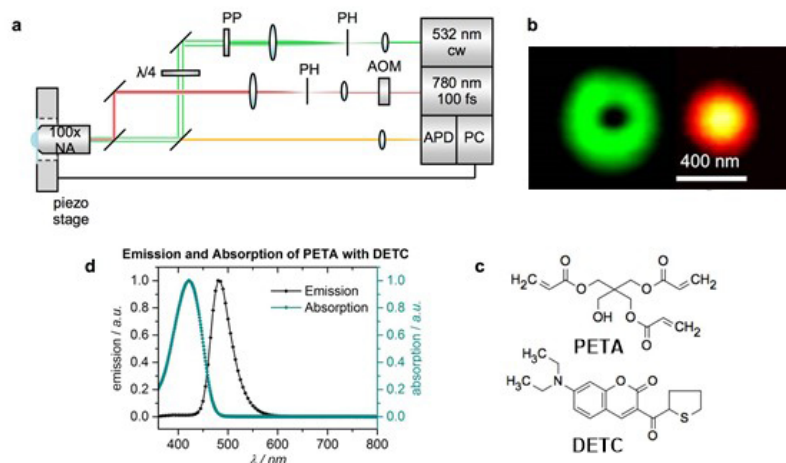 a
PP
PH
532 nm
cw
λ/4
PH
AOM
780 nm
100 fs
100x
NA
APD
PC
piezo
stage
b
400 nm
d
Emission and Absorption of PETA with DETC
Emission
Absorption
emission / a.u.
absorption / a.u.
1.0
0.8
0.6
0.4
0.2
0.0
1.0
0.8
0.6
0.4
0.2
0.0
400 500 600 700 800
λ / nm
c
H₂C
O
O
O
O
CH₂
OH
O
O
CH₂
PETA
H₃C
N
O
O
H₃C
O
S
DETC